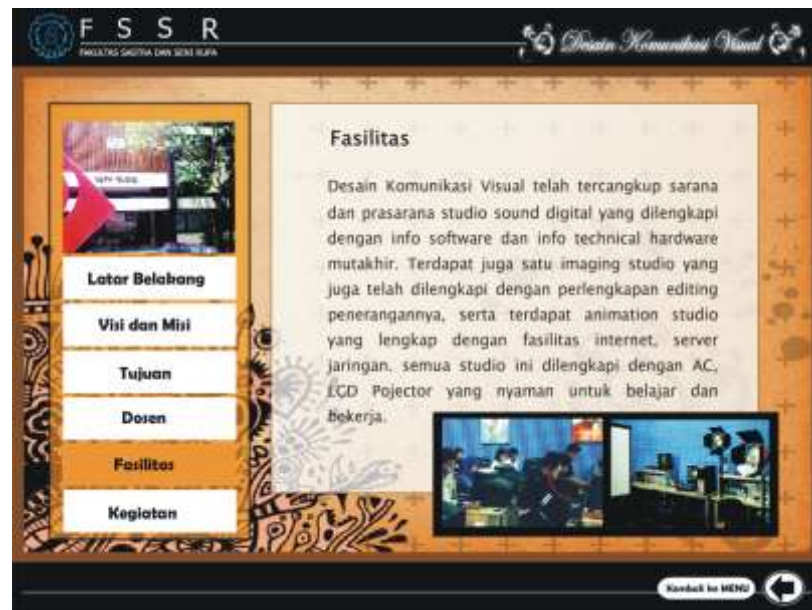 F S S R
FAKULTAS SASTRA DAN SENI RUPA
Desain Komunikasi Visual
Fasilitas
Desain Komunikasi Visual telah tercangkup sarana
dan prasarana studio sound digital yang dilengkapi
dengan info software dan info technical hardware
mutakhir. Terdapat juga satu imaging studio yang
juga telah dilengkapi dengan perlengkapan editing
penerangannya, serta terdapat animation studio
yang lengkap dengan fasilitas internet, server
jaringan. semua studio ini dilengkapi dengan AC,
LCD Pojector yang nyaman untuk belajar dan
bekerja.
Latar Belakang
Visi dan Misi
Tujuan
Dosen
Fasilitas
Kegiatan
Kembali ke MENU